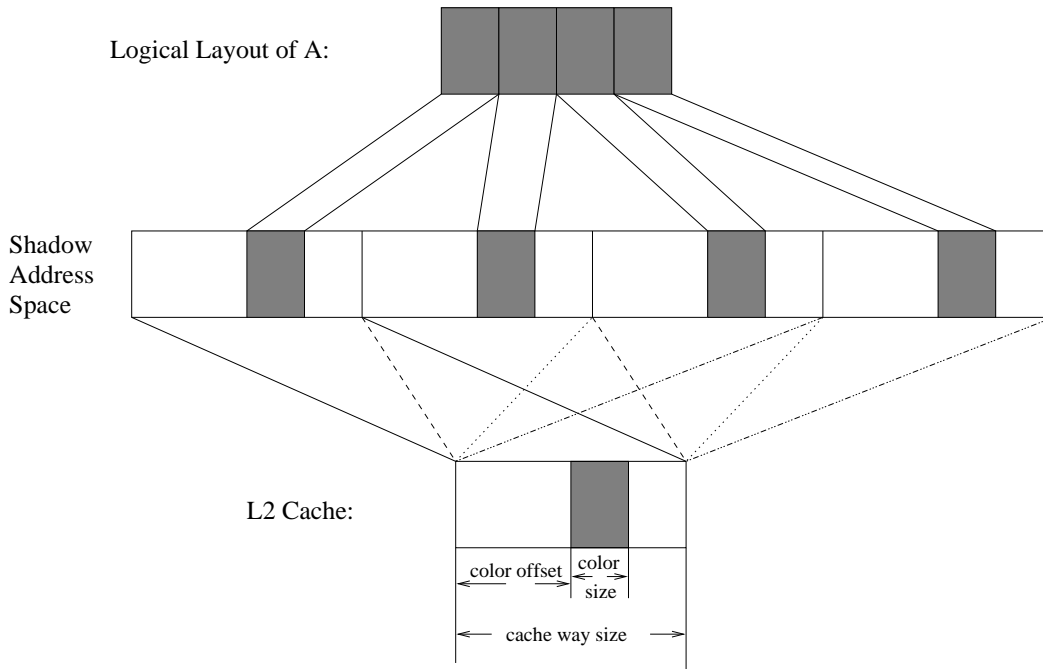 Logical Layout of A:
Shadow
Address
Space
L2 Cache:
color offset
color
size
cache way size